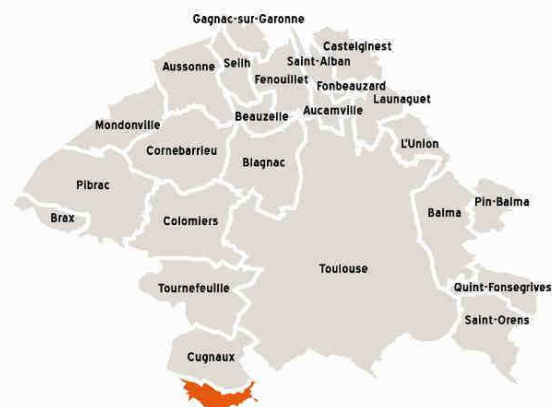 Gagnac-sur-Garonne
Castelginest
Seilh
Saint-Alban
Aussonne
Fenouillet
Fonbeauzard
Launaguet
Beauzelle
Aucamville
Mondonville
Cornebarrieu
L'Union
Blagnac
Pibrac
Pin-Balma
Balma
Brax
Colomiers
Toulouse
Tournefeuille
Quint-Fonsegrives
Saint-Orens
Cugnaux